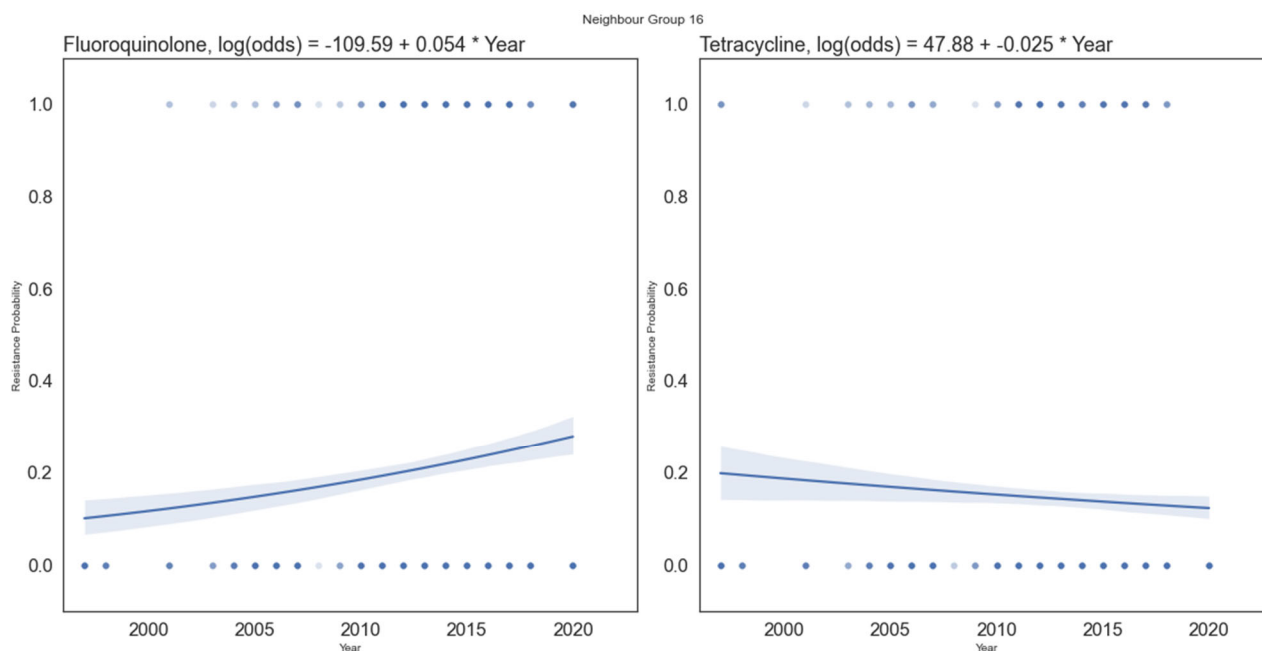 Neighbour Group 16
Fluoroquinolone, log(odds) = -109.59 + 0.054 * Year
1.0
0.8
0.6
0.4
0.2
0.0
Resistance Probability
2000 2005 2010 2015 2020
Year
Tetracycline, log(odds) = 47.88 + -0.025 * Year
1.0
0.8
0.6
0.4
0.2
0.0
Resistance Probability
2000 2005 2010 2015 2020
Year